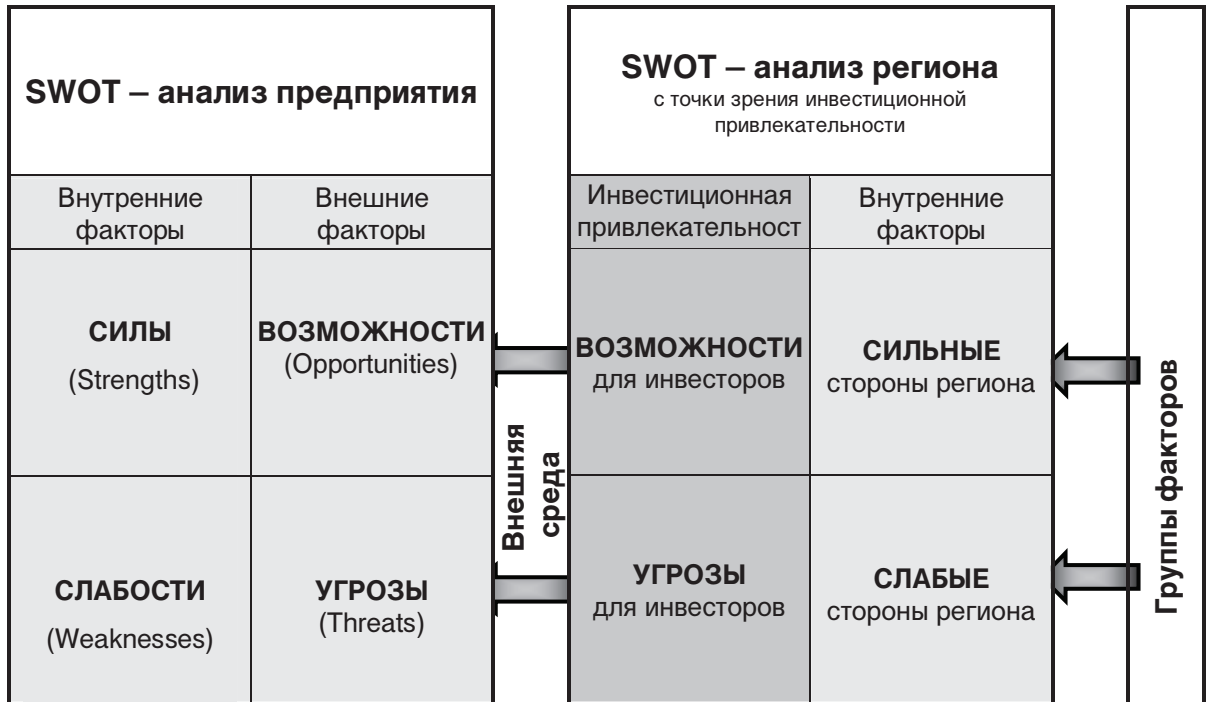 SWOT – анализ предприятия
Внутренние
факторы
Внешние
факторы
СИЛЫ
(Strengths)
ВОЗМОЖНОСТИ
(Opportunities)
СЛАБОСТИ
(Weaknesses)
УГРОЗЫ
(Threats)
Внешняя
среда
SWOT – анализ региона
с точки зрения инвестиционной
привлекательности
Инвестиционная
привлекательност
Внутренние
факторы
ВОЗМОЖНОСТИ
для инвесторов
СИЛЬНЫЕ
стороны региона
УГРОЗЫ
для инвесторов
СЛАБЫЕ
стороны региона
Группы факторов